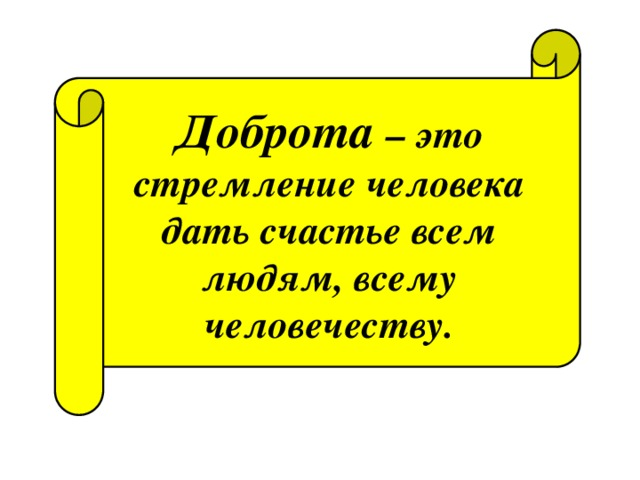 Доброта – это
стремление человека
дать счастье всем
людям, всему
человечеству.